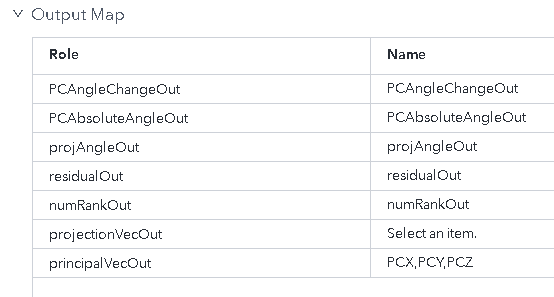 Output Map
Role Name
PCAngleChangeOut PCAngleChangeOut
PCAbsoluteAngleOut PCAbsoluteAngleOut
projAngleOut projAngleOut
residualOut residualOut
numRankOut numRankOut
projectionVecOut Select an item.
principalVecOut PCX,PCY,PCZ